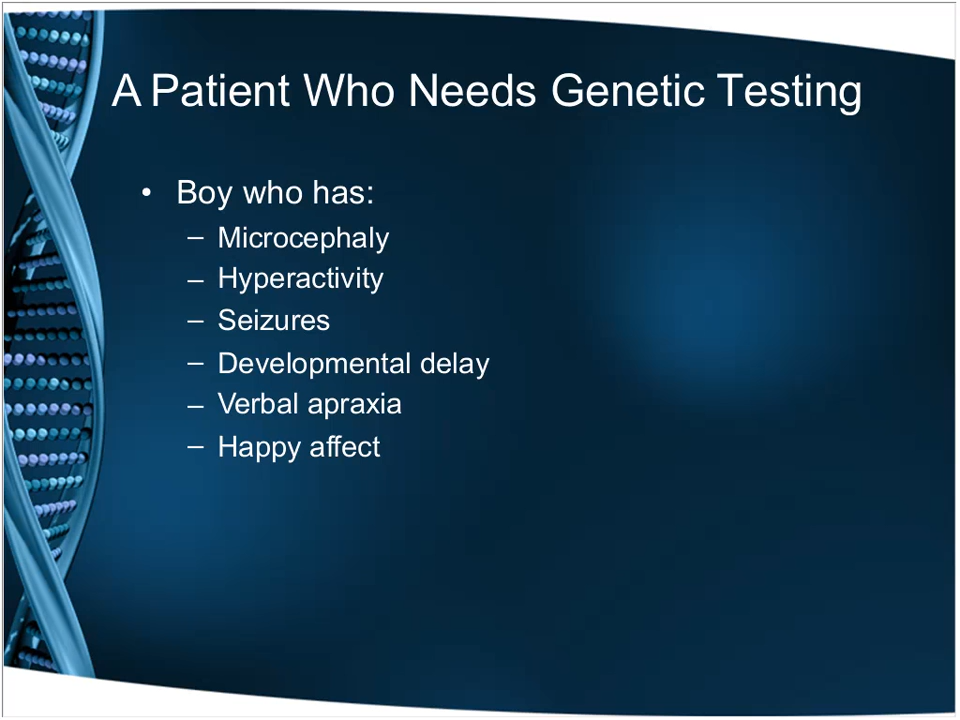 A Patient Who Needs Genetic Testing
• Boy who has:
– Microcephaly
– Hyperactivity
– Seizures
– Developmental delay
– Verbal apraxia
– Happy affect